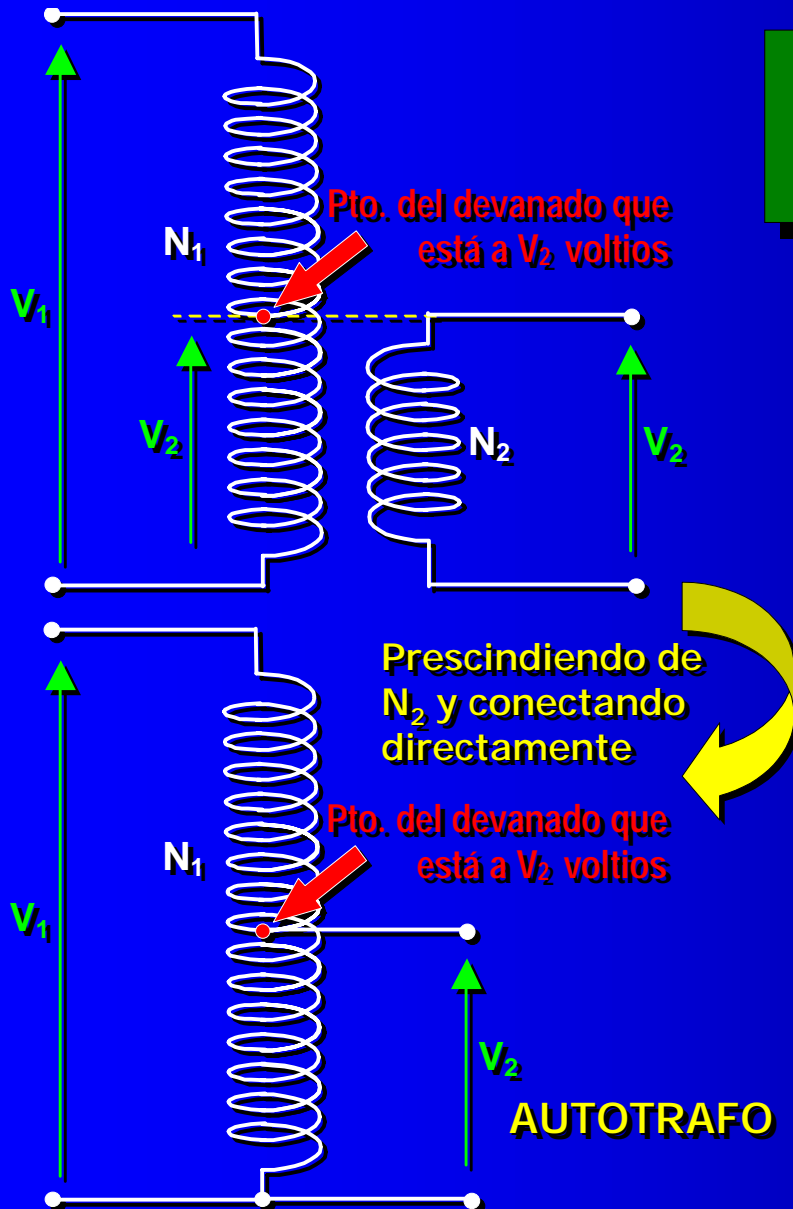 Pto. del devanado que
está a V₂ voltios
N₁
V₁
V₂
N₂
V₂
Prescindiendo de
N₂ y conectando
directamente
Pto. del devanado que
está a V₂ voltios
N₁
V₁
V₂
AUTOTRAFO